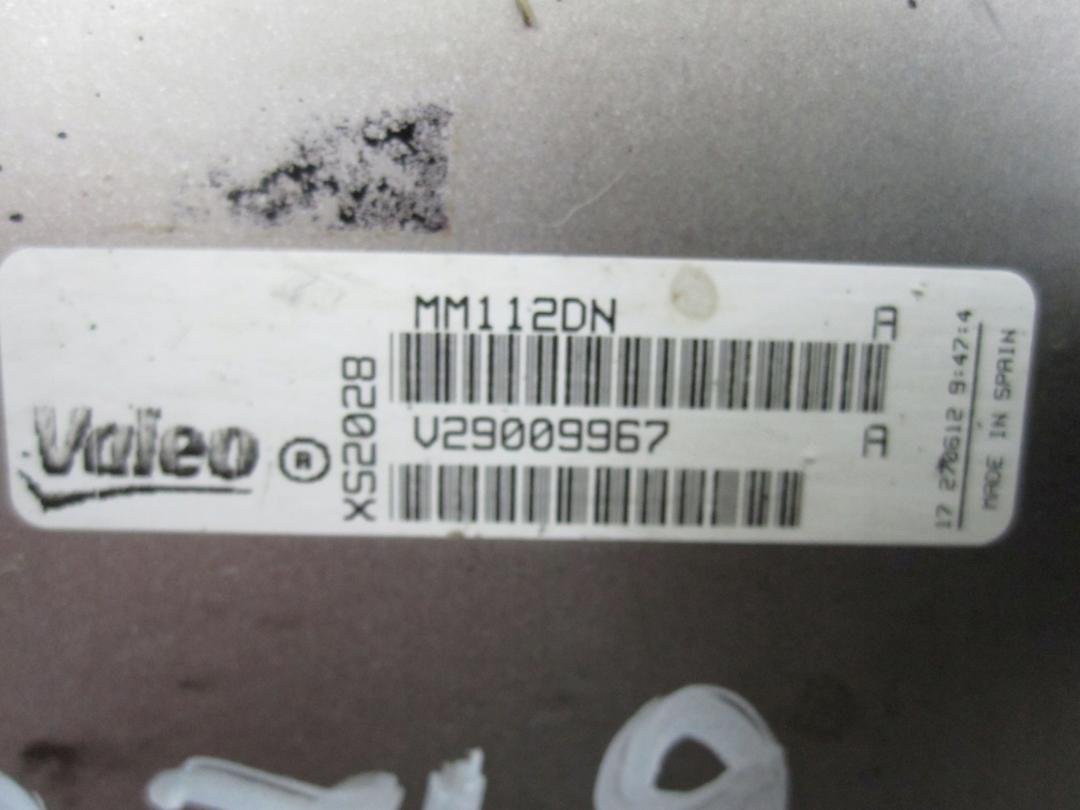 MM112DN A
V29009967 A
Valeo ®
XS2028
17 270612 9:47:4
MADE IN SPAIN